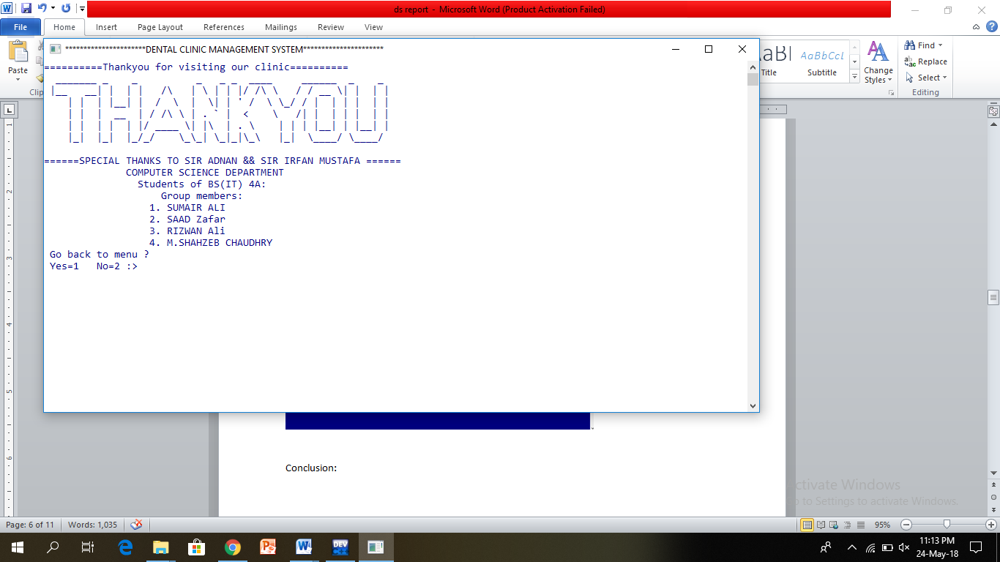 ds report - Microsoft Word (Product Activation Failed)
File Home Insert Page Layout References Mailings Review View
Paste
Title Subtitle Change Styles
Find
Replace
Select
Editing
**********************DENTAL CLINIC MANAGEMENT SYSTEM**********************
==========Thankyou for visiting our clinic==========
THANKYOU
======SPECIAL THANKS TO SIR ADNAN && SIR IRFAN MUSTAFA ======
COMPUTER SCIENCE DEPARTMENT
Students of BS(IT) 4A:
Group members:
1. SUMAIR ALI
2. SAAD Zafar
3. RIZWAN Ali
4. M.SHAHZEB CHAUDHRY
Go back to menu ?
Yes=1 No=2 :>
Conclusion:
Activate Windows
Go to Settings to activate Windows.
Page: 6 of 11 Words: 1,035 95%
DEV
11:13 PM
24-May-18